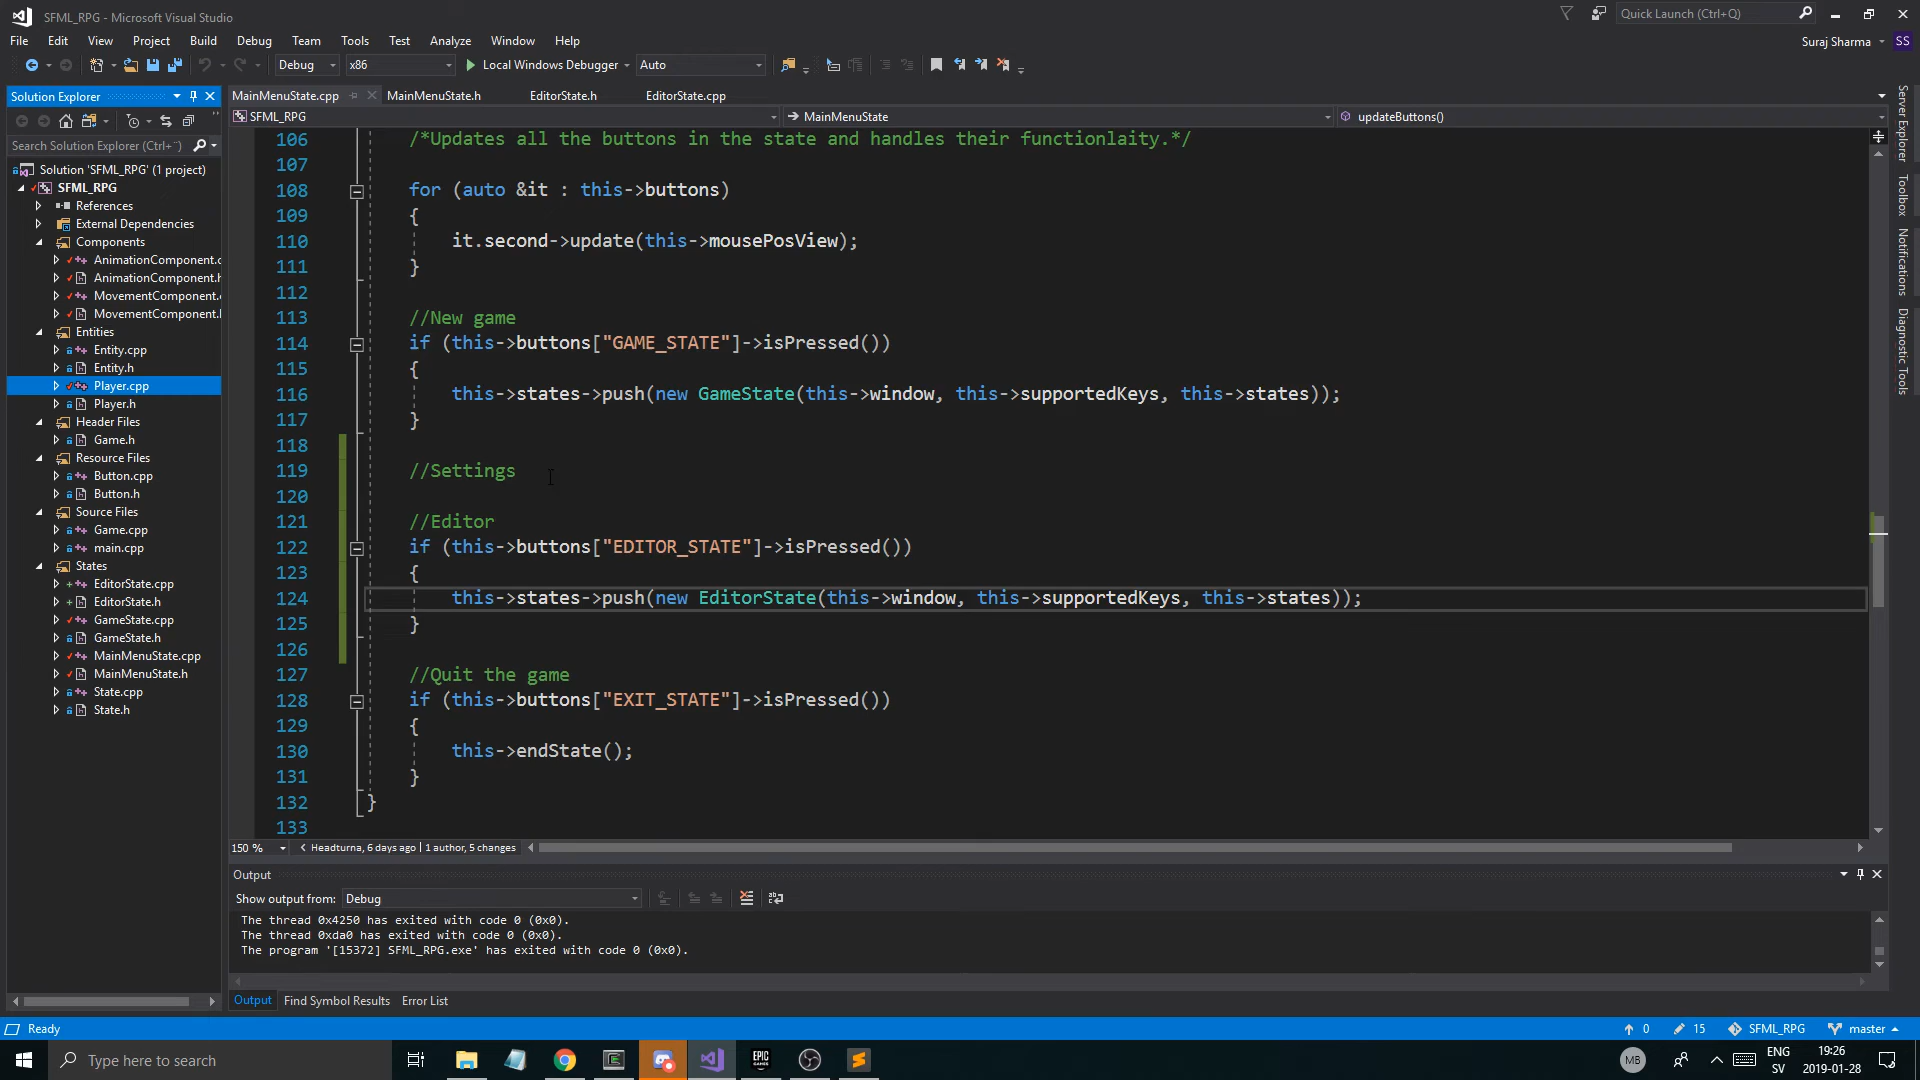 SFML_RPG - Microsoft Visual Studio
Quick Launch (Ctrl+Q)
File Edit View Project Build Debug Team Tools Test Analyze Window Help
Suraj Sharma SS
Debug x86 Local Windows Debugger Auto
Solution Explorer
MainMenuState.cpp MainMenuState.h EditorState.h EditorState.cpp
SFML_RPG MainMenuState updateButtons()
Search Solution Explorer (Ctrl+¨)
Solution 'SFML_RPG' (1 project)
SFML_RPG
References
External Dependencies
Components
AnimationComponent.c
AnimationComponent.h
MovementComponent.
MovementComponent.
Entities
Entity.cpp
Entity.h
Player.cpp
Player.h
Header Files
Game.h
Resource Files
Button.cpp
Button.h
Source Files
Game.cpp
main.cpp
States
EditorState.cpp
EditorState.h
GameState.cpp
GameState.h
MainMenuState.cpp
MainMenuState.h
State.cpp
State.h
106 /*Updates all the buttons in the state and handles their functionlaity.*/
107
108 for (auto &it : this->buttons)
109 {
110 it.second->update(this->mousePosView);
111 }
112
113 //New game
114 if (this->buttons["GAME_STATE"]->isPressed())
115 {
116 this->states->push(new GameState(this->window, this->supportedKeys, this->states));
117 }
118
119 //Settings
120
121 //Editor
122 if (this->buttons["EDITOR_STATE"]->isPressed())
123 {
124 this->states->push(new EditorState(this->window, this->supportedKeys, this->states));
125 }
126
127 //Quit the game
128 if (this->buttons["EXIT_STATE"]->isPressed())
129 {
130 this->endState();
131 }
132 }
133
150 % Headturna, 6 days ago | 1 author, 5 changes
Output
Show output from: Debug
The thread 0x4250 has exited with code 0 (0x0).
The thread 0xda0 has exited with code 0 (0x0).
The program '[15372] SFML_RPG.exe' has exited with code 0 (0x0).
Output Find Symbol Results Error List
Server Explorer
Toolbox
Notifications
Diagnostic Tools
Ready
0 15 SFML_RPG master
Type here to search
EPIC GAMES
MB
ENG
SV
19:26
2019-01-28